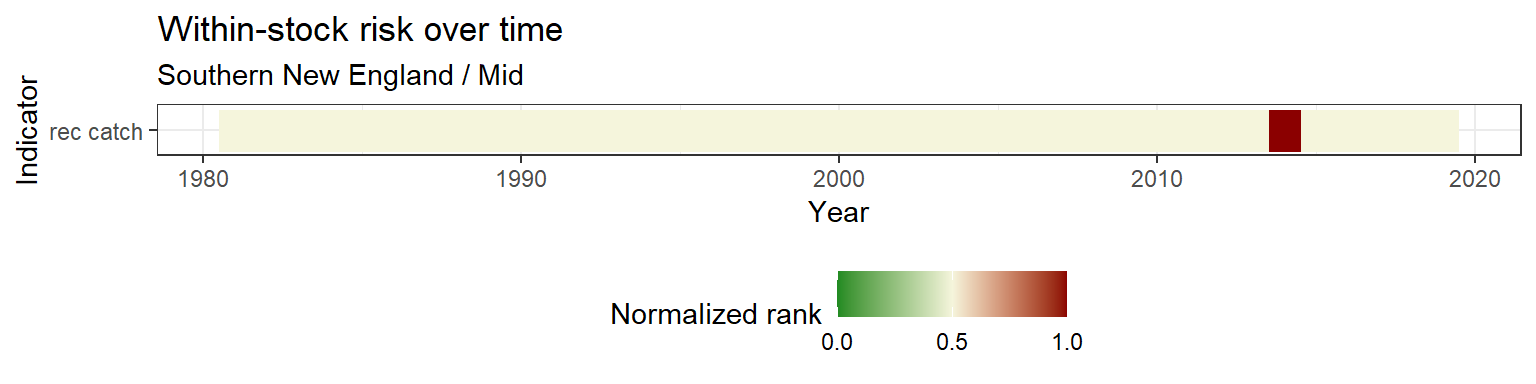 Within-stock risk over time
Southern New England / Mid
Indicator
rec catch
1980 1990 2000 2010 2020
Year
Normalized rank
0.0 0.5 1.0